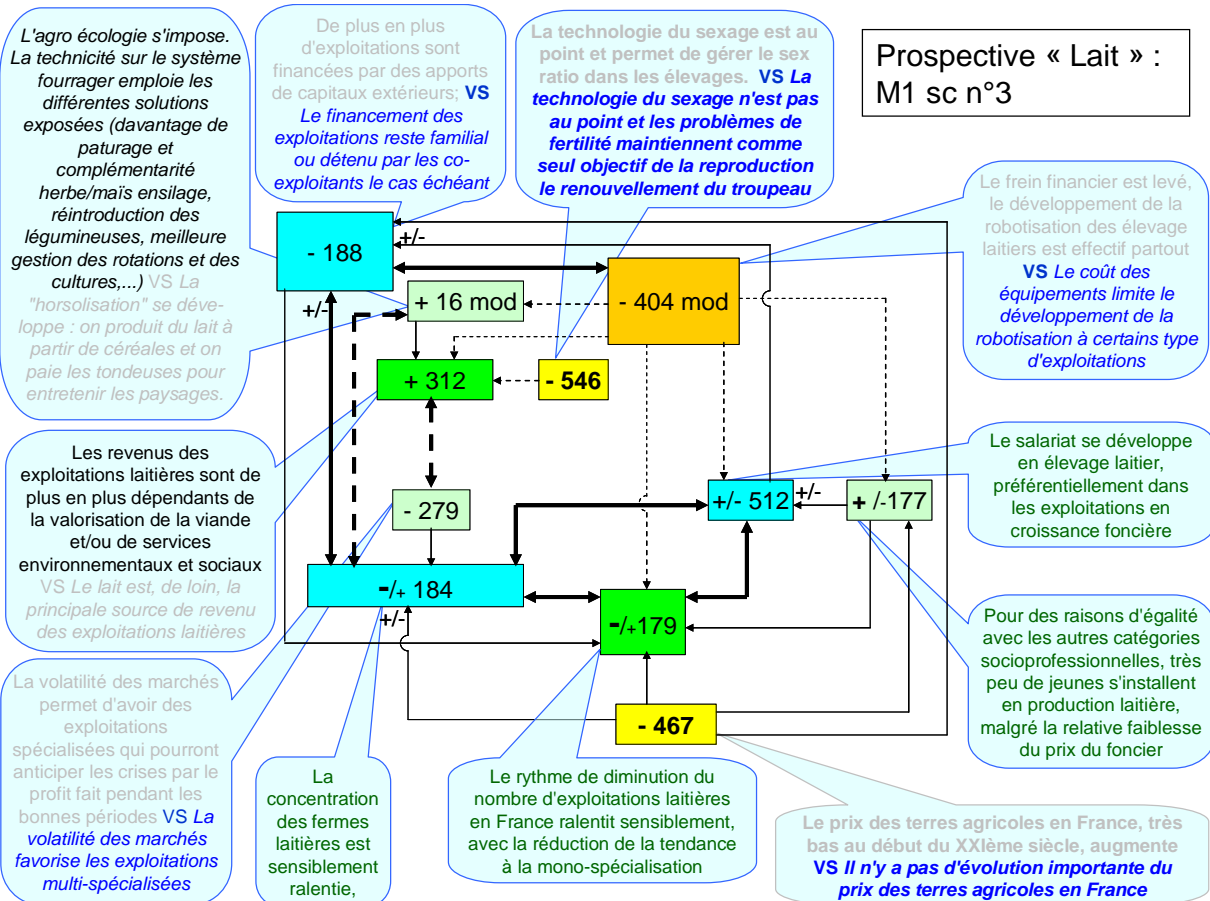 L'agro écologie s'impose.
La technicité sur le système
fourrager emploie les
différentes solutions
exposées (davantage de
paturage et
complémentarité
herbe/maïs ensilage,
réintroduction des
légumineuses, meilleure
gestion des rotations et des
cultures,...) VS La
"horsolisation" se déve-
loppe : on produit du lait à
partir de céréales et on
paie les tondeuses pour
entretenir les paysages.
De plus en plus
d'exploitations sont
financées par des apports
de capitaux extérieurs; VS
Le financement des
exploitations reste familial
ou détenu par les co-
exploitants le cas échéant
La technologie du sexage est au
point et permet de gérer le sex
ratio dans les élevages. VS La
technologie du sexage n'est pas
au point et les problèmes de
fertilité maintiennent comme
seul objectif de la reproduction
le renouvellement du troupeau
Prospective « Lait » :
M1 sc n°3
Le frein financier est levé,
le développement de la
robotisation des élevage
laitiers est effectif partout
VS Le coût des
équipements limite le
développement de la
robotisation à certains type
d'exploitations
- 188
+/-
+/-
+ 16 mod
- 404 mod
+ 312
- 546
Les revenus des
exploitations laitières sont de
plus en plus dépendants de
la valorisation de la viande
et/ou de services
environnementaux et sociaux
VS Le lait est, de loin, la
principale source de revenu
des exploitations laitières
- 279
+/- 512
+/-
+ /-177
Le salariat se développe
en élevage laitier,
préférentiellement dans
les exploitations en
croissance foncière
-/+ 184
+/-
-/+179
- 467
Pour des raisons d'égalité
avec les autres catégories
socioprofessionnelles, très
peu de jeunes s'installent
en production laitière,
malgré la relative faiblesse
du prix du foncier
La volatilité des marchés
permet d'avoir des
exploitations
spécialisées qui pourront
anticiper les crises par le
profit fait pendant les
bonnes périodes VS La
volatilité des marchés
favorise les exploitations
multi-spécialisées
La
concentration
des fermes
laitières est
sensiblement
ralentie,
Le rythme de diminution du
nombre d'exploitations laitières
en France ralentit sensiblement,
avec la réduction de la tendance
à la mono-spécialisation
Le prix des terres agricoles en France, très
bas au début du XXIème siècle, augmente
VS Il n'y a pas d'évolution importante du
prix des terres agricoles en France